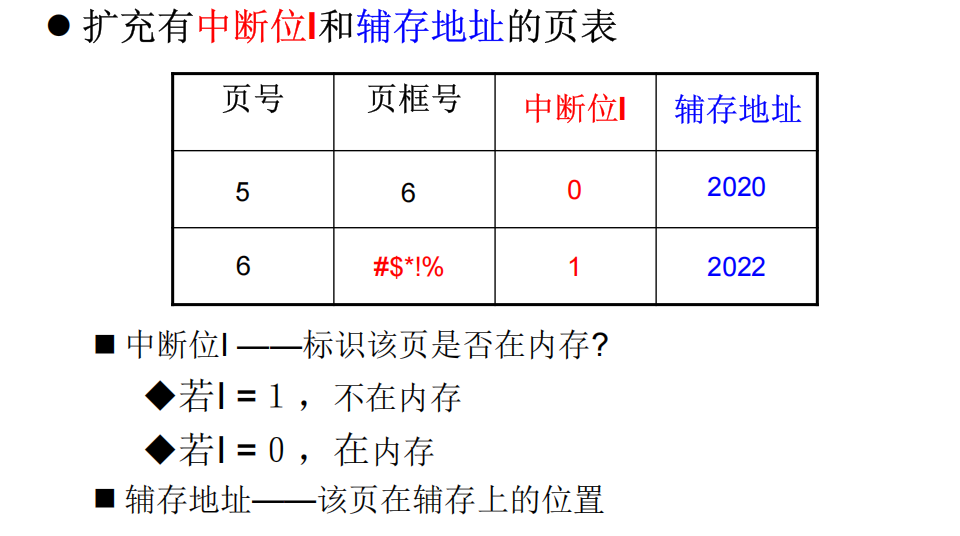 ● 扩充有中断位I和辅存地址的页表
页号 页框号 中断位I 辅存地址
5 6 0 2020
6 #$*!% 1 2022
■ 中断位I ——标识该页是否在内存?
◆若I = 1 ，不在内存
◆若I = 0 ，在内存
■ 辅存地址——该页在辅存上的位置